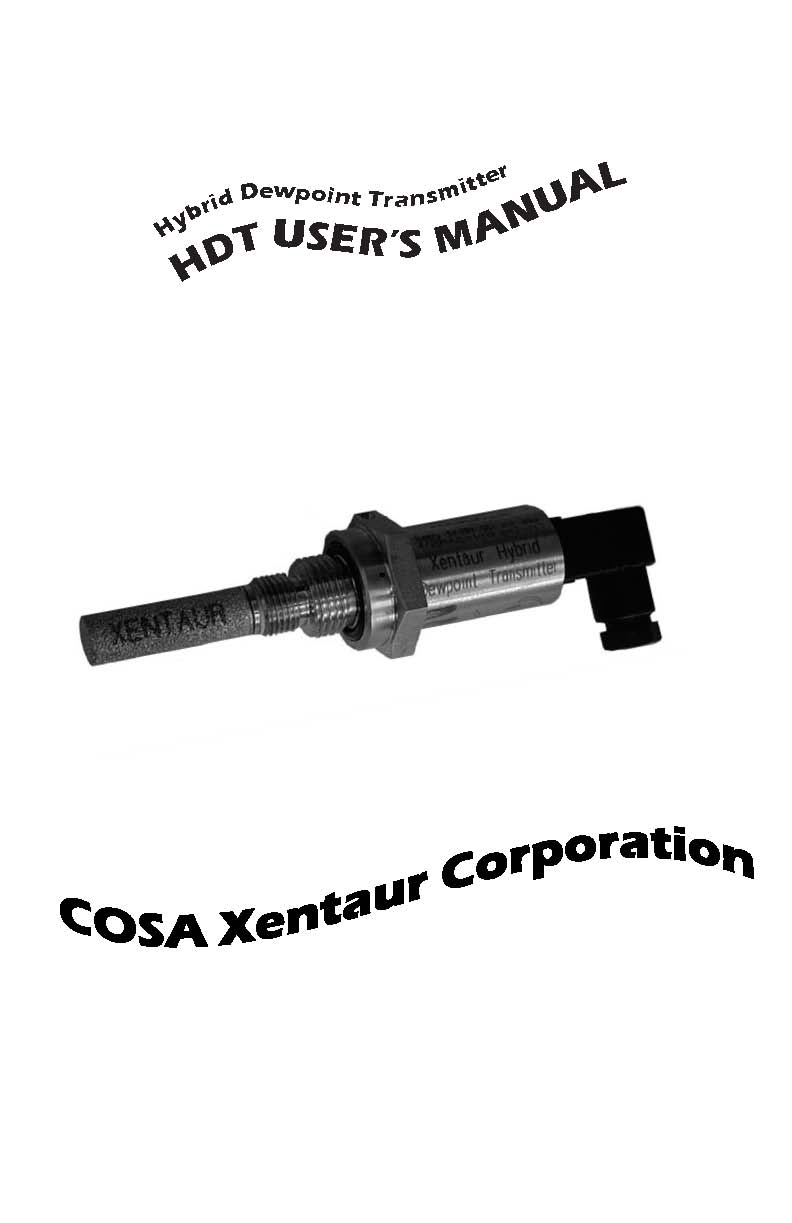 Hybrid Dewpoint Transmitter
HDT USER'S MANUAL
XENTAUR
Xentaur Hybrid
Dewpoint Transmitter
COSA Xentaur Corporation